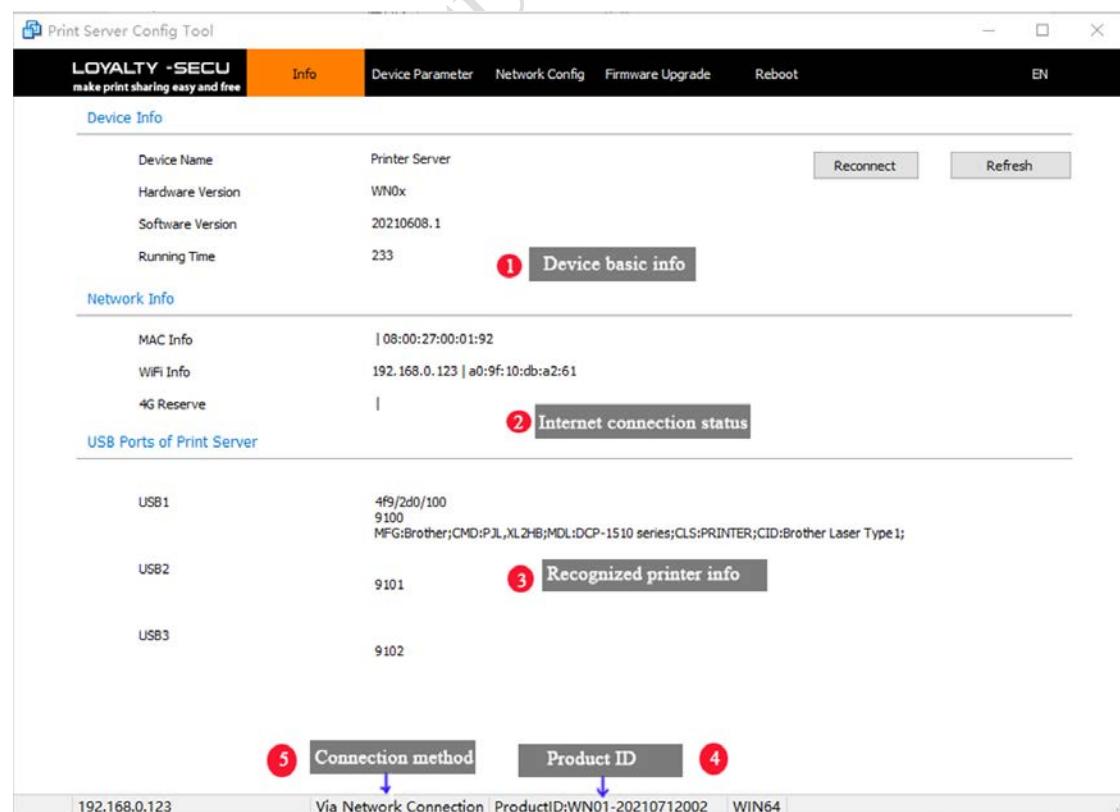 Print Server Config Tool
LOYALTY -SECU
make print sharing easy and free
Info Device Parameter Network Config Firmware Upgrade Reboot EN
Device Info
Device Name Printer Server Reconnect Refresh
Hardware Version WN0x
Software Version 20210608.1
Running Time 233
1 Device basic info
Network Info
MAC Info | 08:00:27:00:01:92
WiFi Info 192.168.0.123 | a0:9f:10:db:a2:61
4G Reserve |
2 Internet connection status
USB Ports of Print Server
USB1 4f9/2d0/100
9100
MFG:Brother;CMD:PJL,XL2HB;MDL:DCP-1510 series;CLS:PRINTER;CID:Brother Laser Type1;
USB2
9101
3 Recognized printer info
USB3
9102
5 Connection method Product ID 4
192.168.0.123 Via Network Connection ProductID:WN01-20210712002 WIN64